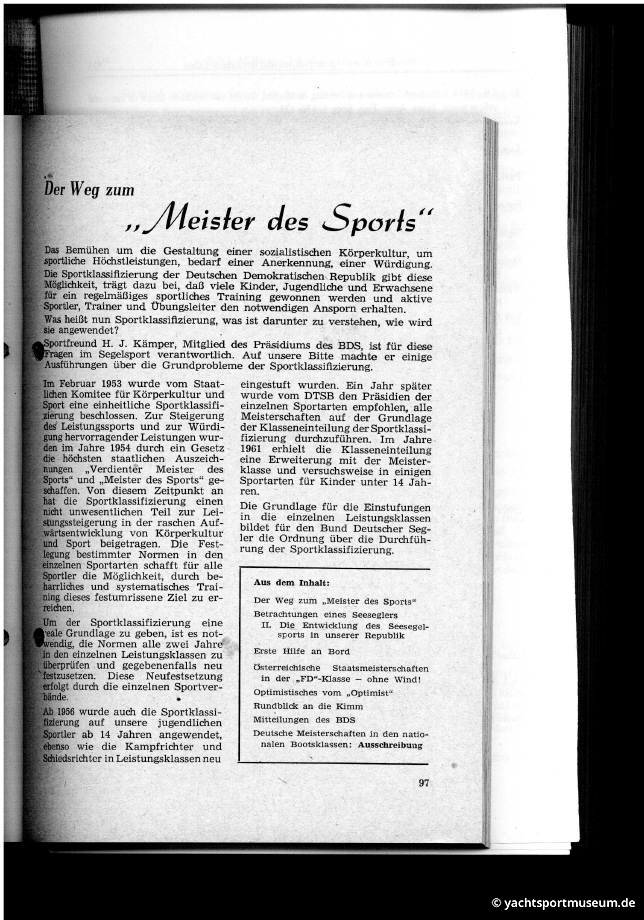 Der Weg zum
„Meister des Sports“
Das Bemühen um die Gestaltung einer sozialistischen Körperkultur, um
sportliche Höchstleistungen, bedarf einer Anerkennung, einer Würdigung.
Die Sportklassifizierung der Deutschen Demokratischen Republik gibt diese
Möglichkeit, trägt dazu bei, daß viele Kinder, Jugendliche und Erwachsene
für ein regelmäßiges sportliches Training gewonnen werden und aktive
Sportler, Trainer und Übungsleiter den notwendigen Ansporn erhalten.
Was heißt nun Sportklassifizierung, was ist darunter zu verstehen, wie wird
sie angewendet?
Sportfreund H. J. Kämper, Mitglied des Präsidiums des BDS, ist für diese
Fragen im Segelsport verantwortlich. Auf unsere Bitte machte er einige
Ausführungen über die Grundprobleme der Sportklassifizierung.
Im Februar 1953 wurde vom Staat-
lichen Komitee für Körperkultur und
Sport eine einheitliche Sportklassifi-
zierung beschlossen. Zur Steigerung
des Leistungssports und zur Würdi-
gung hervorragender Leistungen wur-
den im Jahre 1954 durch ein Gesetz
die höchsten staatlichen Auszeich-
nungen „Verdienter Meister des
Sports“ und „Meister des Sports“ ge-
schaffen. Von diesem Zeitpunkt an
hat die Sportklassifizierung einen
nicht unwesentlichen Teil zur Lei-
stungssteigerung in der raschen Auf-
wärtsentwicklung von Körperkultur
und Sport beigetragen. Die Fest-
legung bestimmter Normen in den
einzelnen Sportarten schafft für alle
Sportler die Möglichkeit, durch be-
harrliches und systematisches Trai-
ning dieses festumrissene Ziel zu er-
reichen.
Um der Sportklassifizierung eine
reale Grundlage zu geben, ist es not-
wendig, die Normen alle zwei Jahre
in den einzelnen Leistungsklassen zu
überprüfen und gegebenenfalls neu
festzusetzen. Diese Neufestsetzung
erfolgt durch die einzelnen Sportver-
bände.
Ab 1956 wurde auch die Sportklassi-
fizierung auf unsere jugendlichen
Sportler ab 14 Jahren angewendet,
ebenso wie die Kampfrichter und
Schiedsrichter in Leistungsklassen neu
eingestuft wurden. Ein Jahr später
wurde vom DTSB den Präsidien der
einzelnen Sportarten empfohlen, alle
Meisterschaften auf der Grundlage
der Klasseneinteilung der Sportklassi-
fizierung durchzuführen. Im Jahre
1961 erhielt die Klasseneinteilung
eine Erweiterung mit der Meister-
klasse und versuchsweise in einigen
Sportarten für Kinder unter 14 Jah-
ren.
Die Grundlage für die Einstufungen
in die einzelnen Leistungsklassen
bildet für den Bund Deutscher Seg-
ler die Ordnung über die Durchfüh-
rung der Sportklassifizierung.
Aus dem Inhalt:
Der Weg zum „Meister des Sports“
Betrachtungen eines Seeseglers
II. Die Entwicklung des Seesegel-
sports in unserer Republik
Erste Hilfe an Bord
Österreichische Staatsmeisterschaften
in der „FD“-Klasse – ohne Wind!
Optimistisches vom „Optimist“
Rundblick an die Kimm
Mitteilungen des BDS
Deutsche Meisterschaften in den natio-
nalen Bootsklassen: Ausschreibung
97
© yachtsportmuseum.de